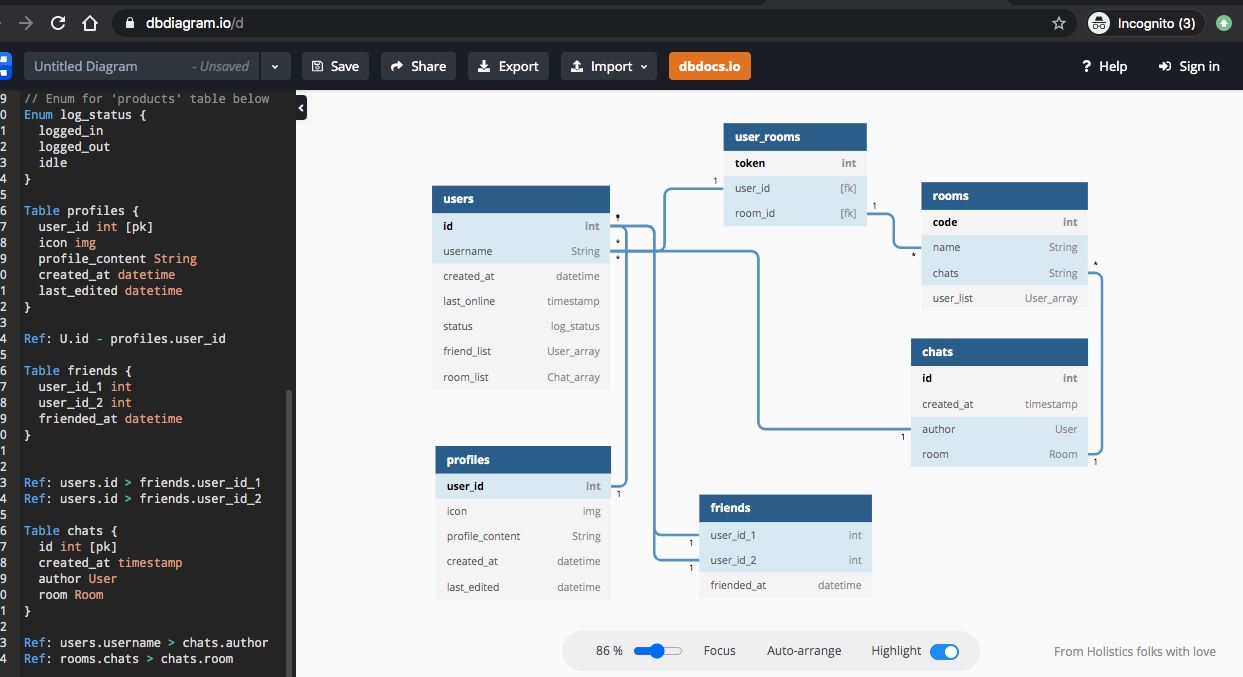 dbdiagram.io/d
Incognito (3)
Untitled Diagram - Unsaved
Save
Share
Export
Import
dbdocs.io
? Help
Sign in
9 // Enum for 'products' table below
0 Enum log_status {
1 logged_in
2 logged_out
3 idle
4 }
5
6 Table profiles {
7 user_id int [pk]
8 icon img
9 profile_content String
0 created_at datetime
1 last_edited datetime
2 }
3
4 Ref: U.id - profiles.user_id
5
6 Table friends {
7 user_id_1 int
8 user_id_2 int
9 friended_at datetime
0 }
1
2
3 Ref: users.id > friends.user_id_1
4 Ref: users.id > friends.user_id_2
5
6 Table chats {
7 id int [pk]
8 created_at timestamp
9 author User
0 room Room
1 }
2
3 Ref: users.username > chats.author
4 Ref: rooms.chats > chats.room
users
id int
username String
created_at datetime
last_online timestamp
status log_status
friend_list User_array
room_list Chat_array
*
*
*
profiles
user_id int
icon img
profile_content String
created_at datetime
last_edited datetime
1
user_rooms
token int
user_id [fk]
room_id [fk]
1
1
rooms
code int
name String
chats String
user_list User_array
*
*
chats
id int
created_at timestamp
author User
room Room
1
1
friends
user_id_1 int
user_id_2 int
friended_at datetime
1
1
86 %
Focus
Auto-arrange
Highlight
From Holistics folks with love